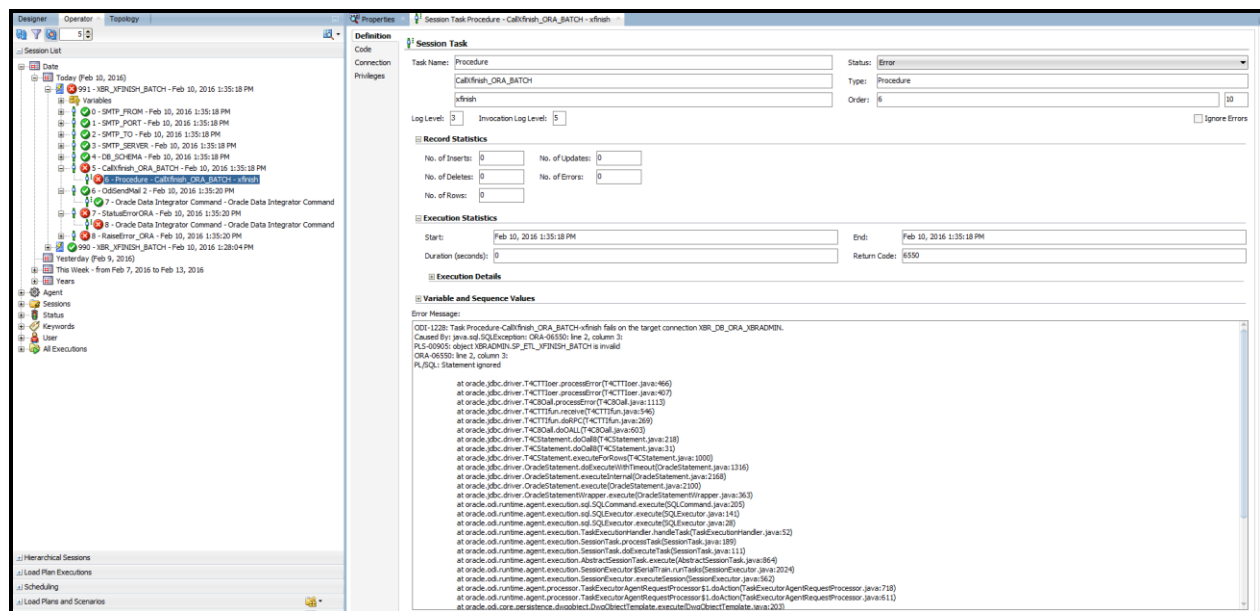 Designer Operator Topology
5
Session List
Date
Today (Feb 10, 2016)
991 - XBR_XFINISH_BATCH - Feb 10, 2016 1:35:18 PM
Variables
0 - SMTP_FROM - Feb 10, 2016 1:35:18 PM
1 - SMTP_PORT - Feb 10, 2016 1:35:18 PM
2 - SMTP_TO - Feb 10, 2016 1:35:18 PM
3 - SMTP_SERVER - Feb 10, 2016 1:35:18 PM
4 - DB_SCHEMA - Feb 10, 2016 1:35:18 PM
5 - CallXfinish_ORA_BATCH - Feb 10, 2016 1:35:18 PM
6 - Procedure - CallXfinish_ORA_BATCH - xfinish
6 - OdiSendMail 2 - Feb 10, 2016 1:35:20 PM
7 - Oracle Data Integrator Command - Oracle Data Integrator Command
7 - StatusErrorORA - Feb 10, 2016 1:35:20 PM
8 - Oracle Data Integrator Command - Oracle Data Integrator Command
8 - RaiseError_ORA - Feb 10, 2016 1:35:20 PM
990 - XBR_XFINISH_BATCH - Feb 10, 2016 1:28:04 PM
Yesterday (Feb 9, 2016)
This Week - from Feb 7, 2016 to Feb 13, 2016
Years
Agent
Sessions
Status
Keywords
User
All Executions
Hierarchical Sessions
Load Plan Executions
Scheduling
Load Plans and Scenarios
Properties Session Task Procedure - CallXfinish_ORA_BATCH - xfinish
Definition
Code
Connection
Privileges
Session Task
Task Name: Procedure Status: Error
CallXfinish_ORA_BATCH Type: Procedure
xfinish Order: 6 10
Log Level: 3 Invocation Log Level: 5 Ignore Errors
Record Statistics
No. of Inserts: 0 No. of Updates: 0
No. of Deletes: 0 No. of Errors: 0
No. of Rows: 0
Execution Statistics
Start: Feb 10, 2016 1:35:18 PM End: Feb 10, 2016 1:35:18 PM
Duration (seconds): 0 Return Code: 6550
Execution Details
Variable and Sequence Values
Error Message:
ODI-1228: Task Procedure-CallXfinish_ORA_BATCH-xfinish fails on the target connection XBR_DB_ORA_XBRADMIN.
Caused By: java.sql.SQLException: ORA-06550: line 2, column 3:
PLS-00905: object XBRADMIN.SP_ETL_XFINISH_BATCH is invalid
ORA-06550: line 2, column 3:
PL/SQL: Statement ignored
at oracle.jdbc.driver.T4CTTIoer.processError(T4CTTIoer.java:466)
at oracle.jdbc.driver.T4CTTIoer.processError(T4CTTIoer.java:407)
at oracle.jdbc.driver.T4C8Oall.processError(T4C8Oall.java:1113)
at oracle.jdbc.driver.T4CTTIfun.receive(T4CTTIfun.java:546)
at oracle.jdbc.driver.T4CTTIfun.doRPC(T4CTTIfun.java:269)
at oracle.jdbc.driver.T4C8Oall.doOALL(T4C8Oall.java:603)
at oracle.jdbc.driver.T4CStatement.doOall8(T4CStatement.java:218)
at oracle.jdbc.driver.T4CStatement.doOall8(T4CStatement.java:31)
at oracle.jdbc.driver.T4CStatement.executeForRows(T4CStatement.java:1000)
at oracle.jdbc.driver.OracleStatement.doExecuteWithTimeout(OracleStatement.java:1316)
at oracle.jdbc.driver.OracleStatement.executeInternal(OracleStatement.java:2168)
at oracle.jdbc.driver.OracleStatement.execute(OracleStatement.java:2100)
at oracle.jdbc.driver.OracleStatementWrapper.execute(OracleStatementWrapper.java:363)
at oracle.odi.runtime.agent.execution.sql.SQLCommand.execute(SQLCommand.java:205)
at oracle.odi.runtime.agent.execution.sql.SQLExecutor.execute(SQLExecutor.java:141)
at oracle.odi.runtime.agent.execution.sql.SQLExecutor.execute(SQLExecutor.java:28)
at oracle.odi.runtime.agent.execution.TaskExecutionHandler.handleTask(TaskExecutionHandler.java:52)
at oracle.odi.runtime.agent.execution.SessionTask.processTask(SessionTask.java:189)
at oracle.odi.runtime.agent.execution.SessionTask.doExecuteTask(SessionTask.java:111)
at oracle.odi.runtime.agent.execution.AbstractSessionTask.execute(AbstractSessionTask.java:864)
at oracle.odi.runtime.agent.execution.SessionExecutor$SerialTrain.runTasks(SessionExecutor.java:2024)
at oracle.odi.runtime.agent.execution.SessionExecutor.executeSession(SessionExecutor.java:562)
at oracle.odi.runtime.agent.processor.TaskExecutorAgentRequestProcessor$1.doAction(TaskExecutorAgentRequestProcessor.java:718)
at oracle.odi.runtime.agent.processor.TaskExecutorAgentRequestProcessor$1.doAction(TaskExecutorAgentRequestProcessor.java:611)
at oracle.odi.core.persistence.dwgobject.DwgObjectTemplate.execute(DwgObjectTemplate.java:203)